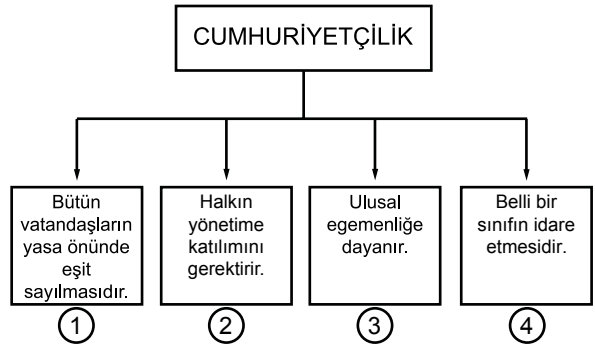 CUMHURİYETÇİLİK
Bütün
vatandaşların
yasa önünde
eşit
sayılmasıdır.
Halkın
yönetime
katılımını
gerektirir.
Ulusal
egemenliğe
dayanır.
Belli bir
sınıfın idare
etmesidir.
1
2
3
4